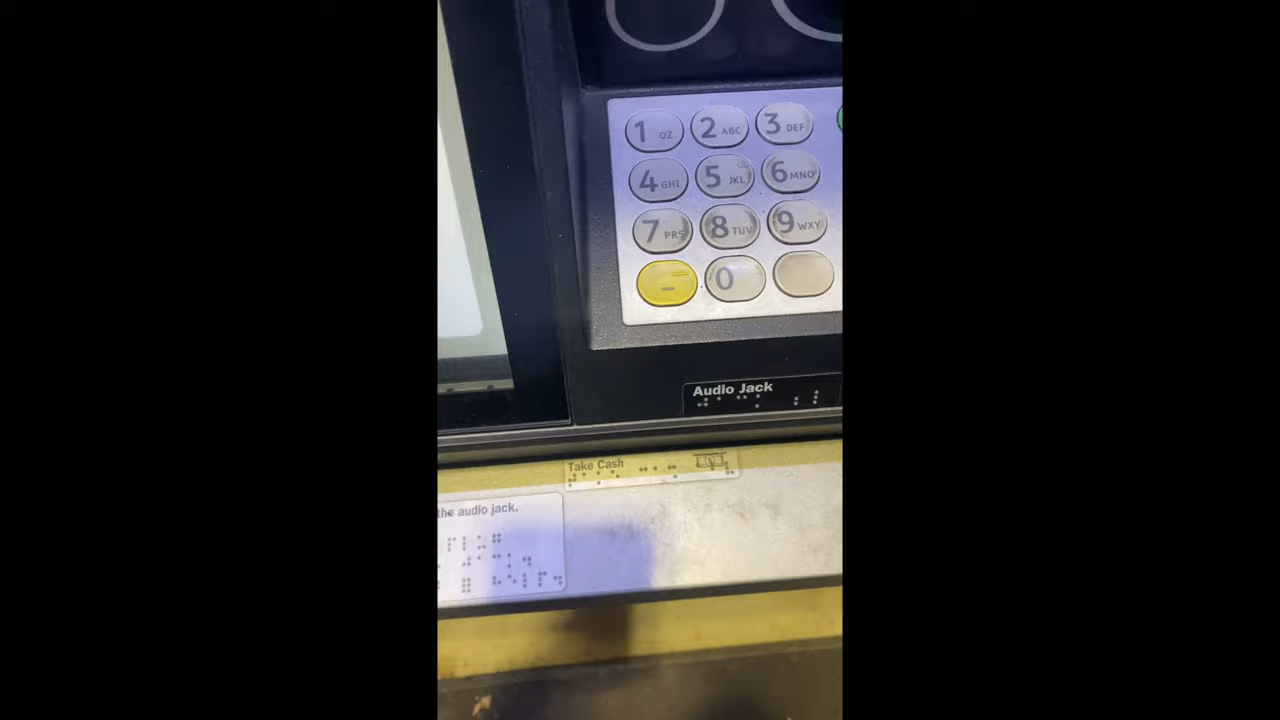 1 QZ 2 ABC 3 DEF
4 GHI 5 JKL 6 MNO
7 PRS 8 TUV 9 WXY
- 0
Audio Jack
Take Cash
the audio jack.